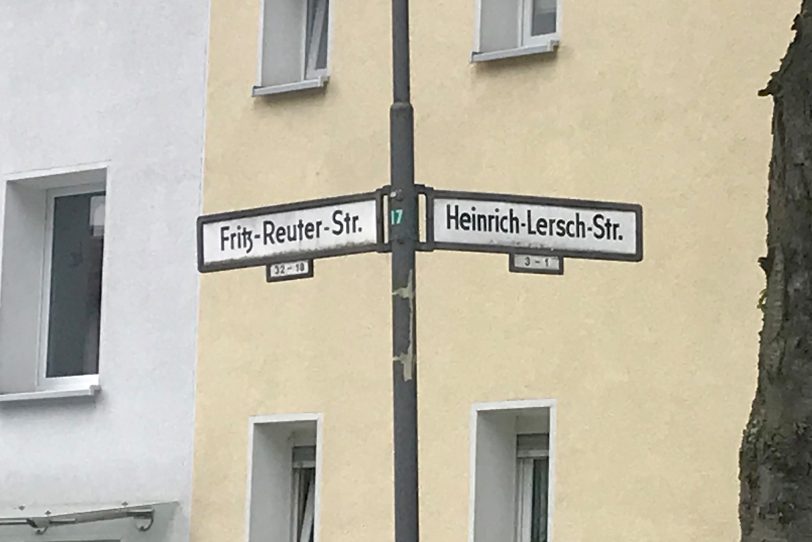 Fritz-Reuter-Str.
32 - 18
17
Heinrich-Lersch-Str.
3 - 1